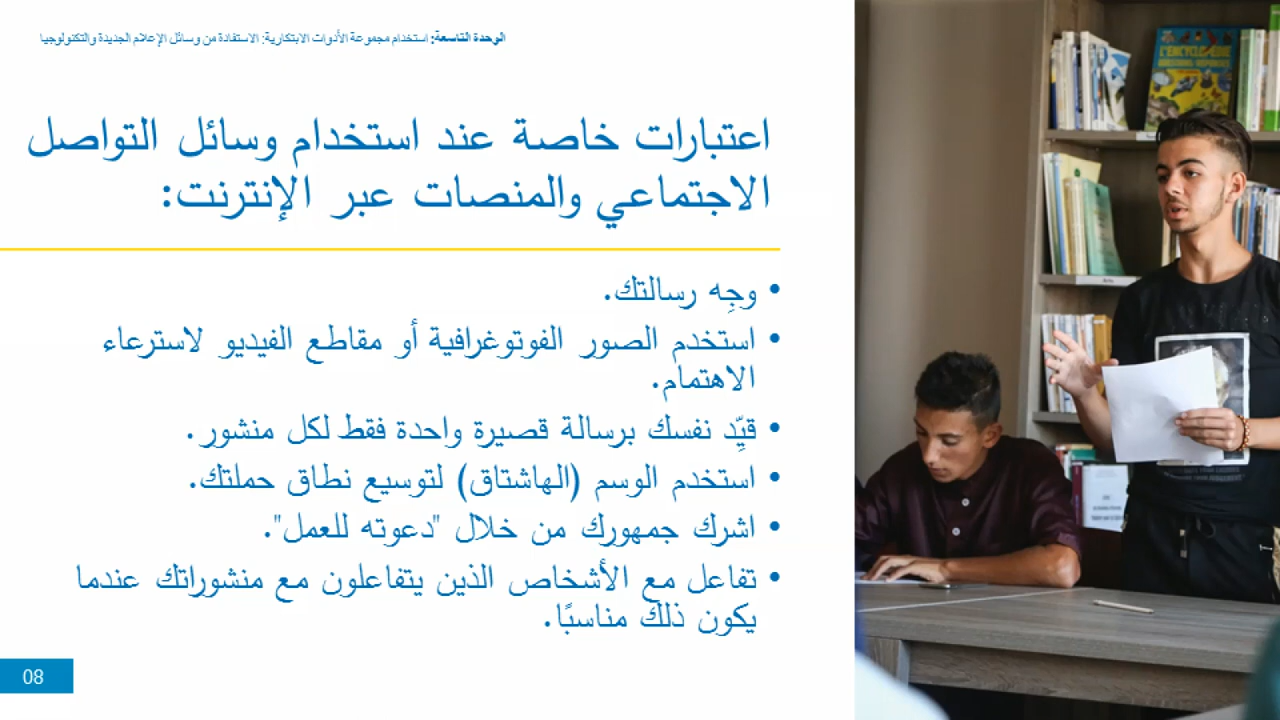 الوحدة التاسعة: استخدام مجموعة الأدوات الابتكارية: الاستفادة من وسائل الإعلام الجديدة والتكنولوجيا
اعتبارات خاصة عند استخدام وسائل التواصل
الاجتماعي والمنصات عبر الإنترنت:
• وجِه رسالتك.
• استخدم الصور الفوتوغرافية أو مقاطع الفيديو لاسترعاء
الاهتمام.
• قيِّد نفسك برسالة قصيرة واحدة فقط لكل منشور.
• استخدم الوسم (الهاشتاق) لتوسيع نطاق حملتك.
• اشرك جمهورك من خلال "دعوته للعمل".
• تفاعل مع الأشخاص الذين يتفاعلون مع منشوراتك عندما
يكون ذلك مناسبًا.
08
L'ENCYCLOPÉDIE